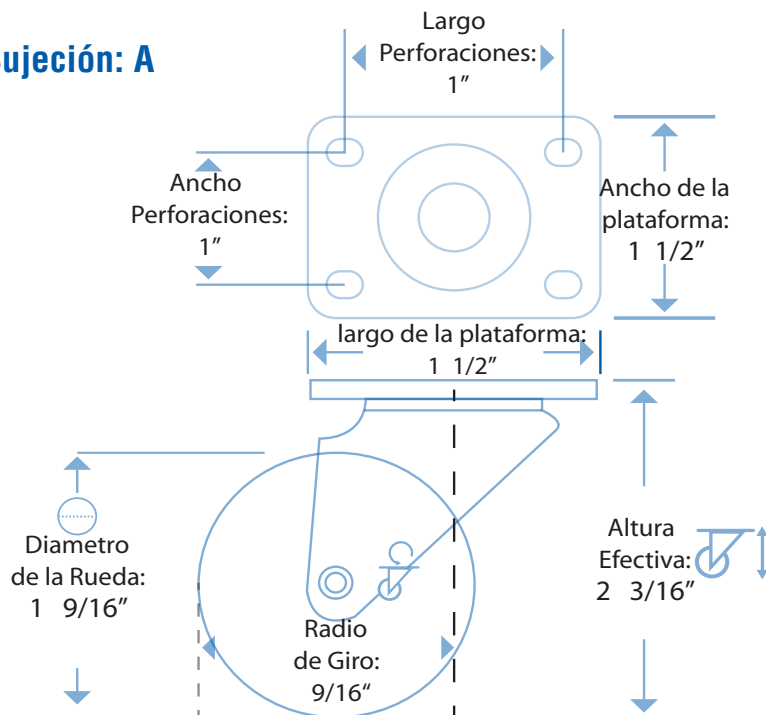 ujeción: A
Largo
Perforaciones:
1”
Ancho
Perforaciones:
1”
Ancho de la
plataforma:
1 1/2”
largo de la plataforma:
1 1/2”
Diametro
de la Rueda:
1 9/16”
Altura
Efectiva:
2 3/16”
Radio
de Giro:
9/16“